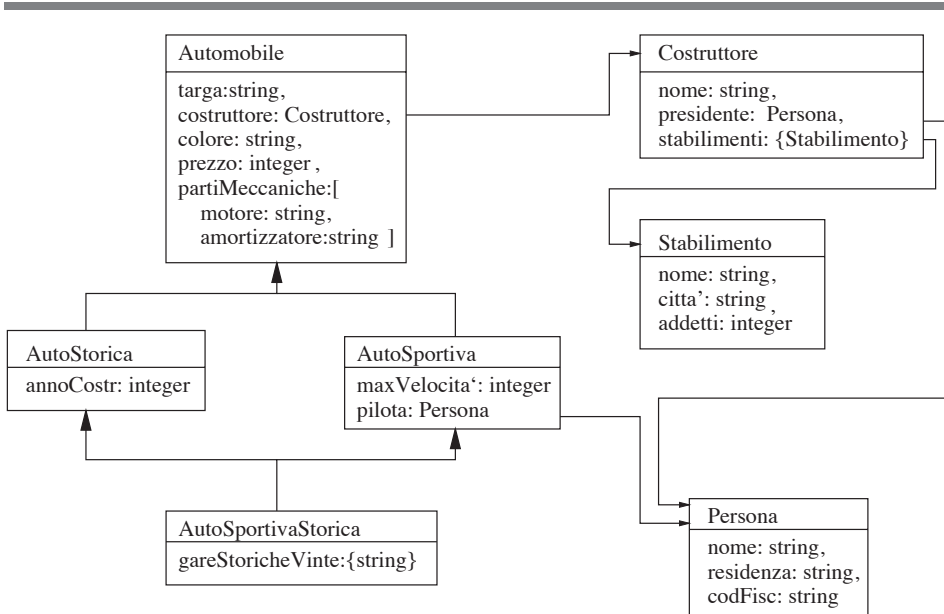 Automobile
targa:string,
costruttore: Costruttore,
colore: string,
prezzo: integer,
partiMeccaniche:[
motore: string,
amortizzatore:string ]
Costruttore
nome: string,
presidente: Persona,
stabilimenti: {Stabilimento}
Stabilimento
nome: string,
citta’: string,
addetti: integer
AutoStorica
annoCostr: integer
AutoSportiva
maxVelocita‘: integer
pilota: Persona
AutoSportivaStorica
gareStoricheVinte:{string}
Persona
nome: string,
residenza: string,
codFisc: string